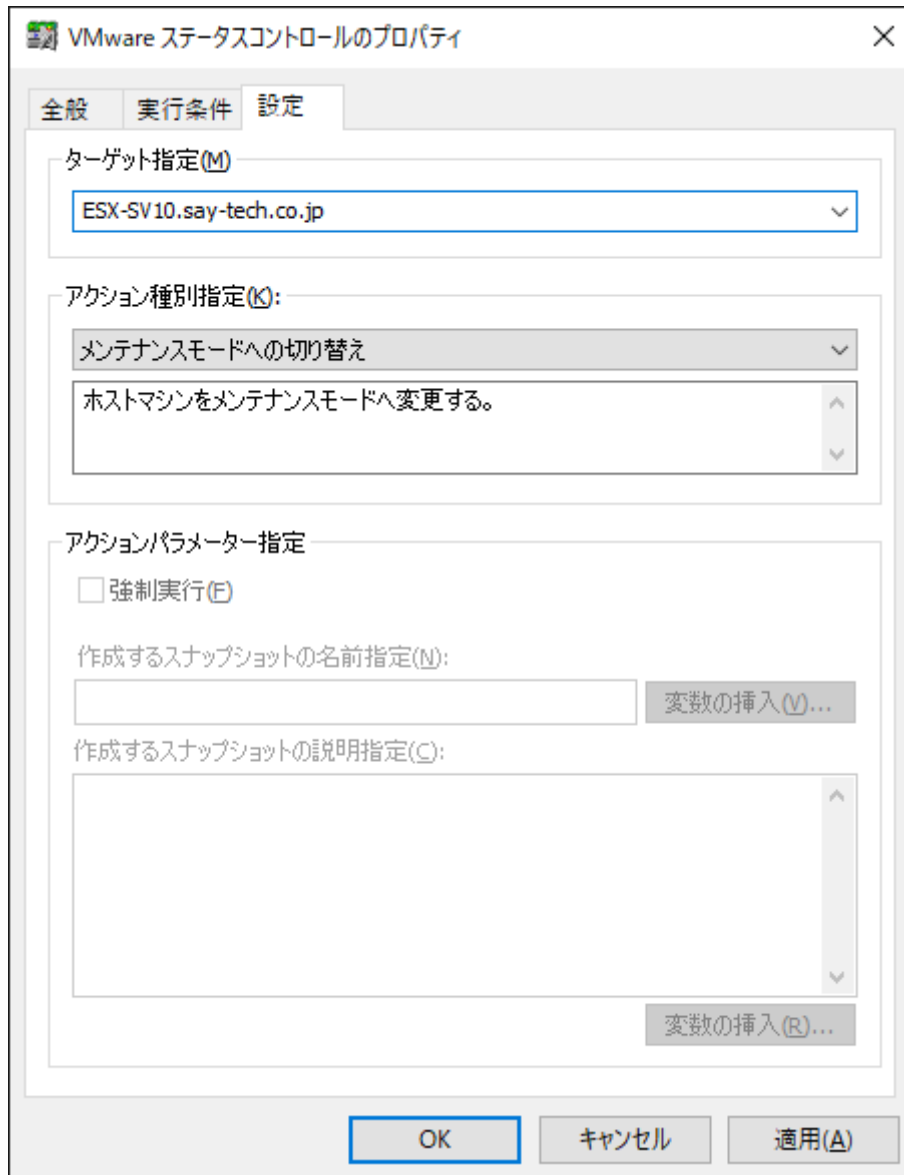 VMware ステータスコントロールのプロパティ
全般 実行条件 設定
ターゲット指定(M)
ESX-SV10.say-tech.co.jp
アクション種別指定(K):
メンテナンスモードへの切り替え
ホストマシンをメンテナンスモードへ変更する。
アクションパラメーター指定
強制実行(F)
作成するスナップショットの名前指定(N):
変数の挿入(V)...
作成するスナップショットの説明指定(C):
変数の挿入(R)...
OK キャンセル 適用(A)